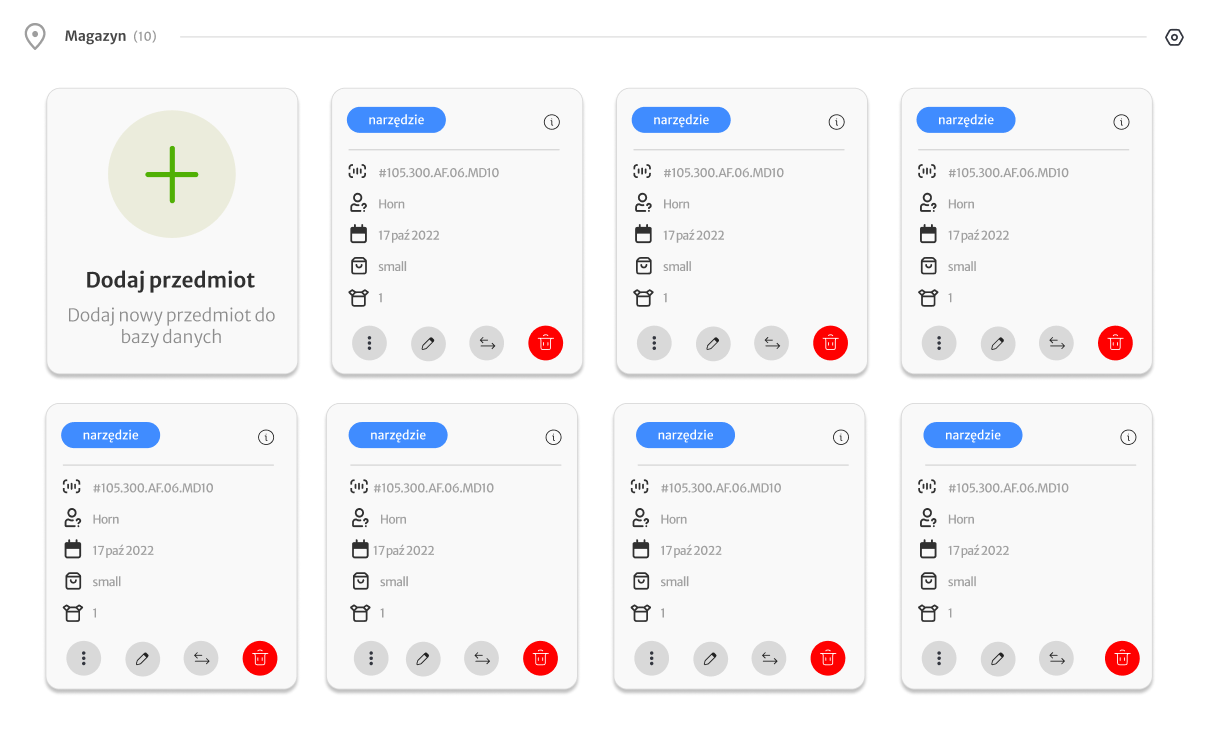 Magazyn (10)
Dodaj przedmiot
Dodaj nowy przedmiot do
bazy danych
narzędzie
#105.300.AF.06.MD10
Horn
17 paź 2022
small
1
narzędzie
#105.300.AF.06.MD10
Horn
17 paź 2022
small
1
narzędzie
#105.300.AF.06.MD10
Horn
17 paź 2022
small
1
narzędzie
#105.300.AF.06.MD10
Horn
17 paź 2022
small
1
narzędzie
#105.300.AF.06.MD10
Horn
17 paź 2022
small
1
narzędzie
#105.300.AF.06.MD10
Horn
17 paź 2022
small
1
narzędzie
#105.300.AF.06.MD10
Horn
17 paź 2022
small
1